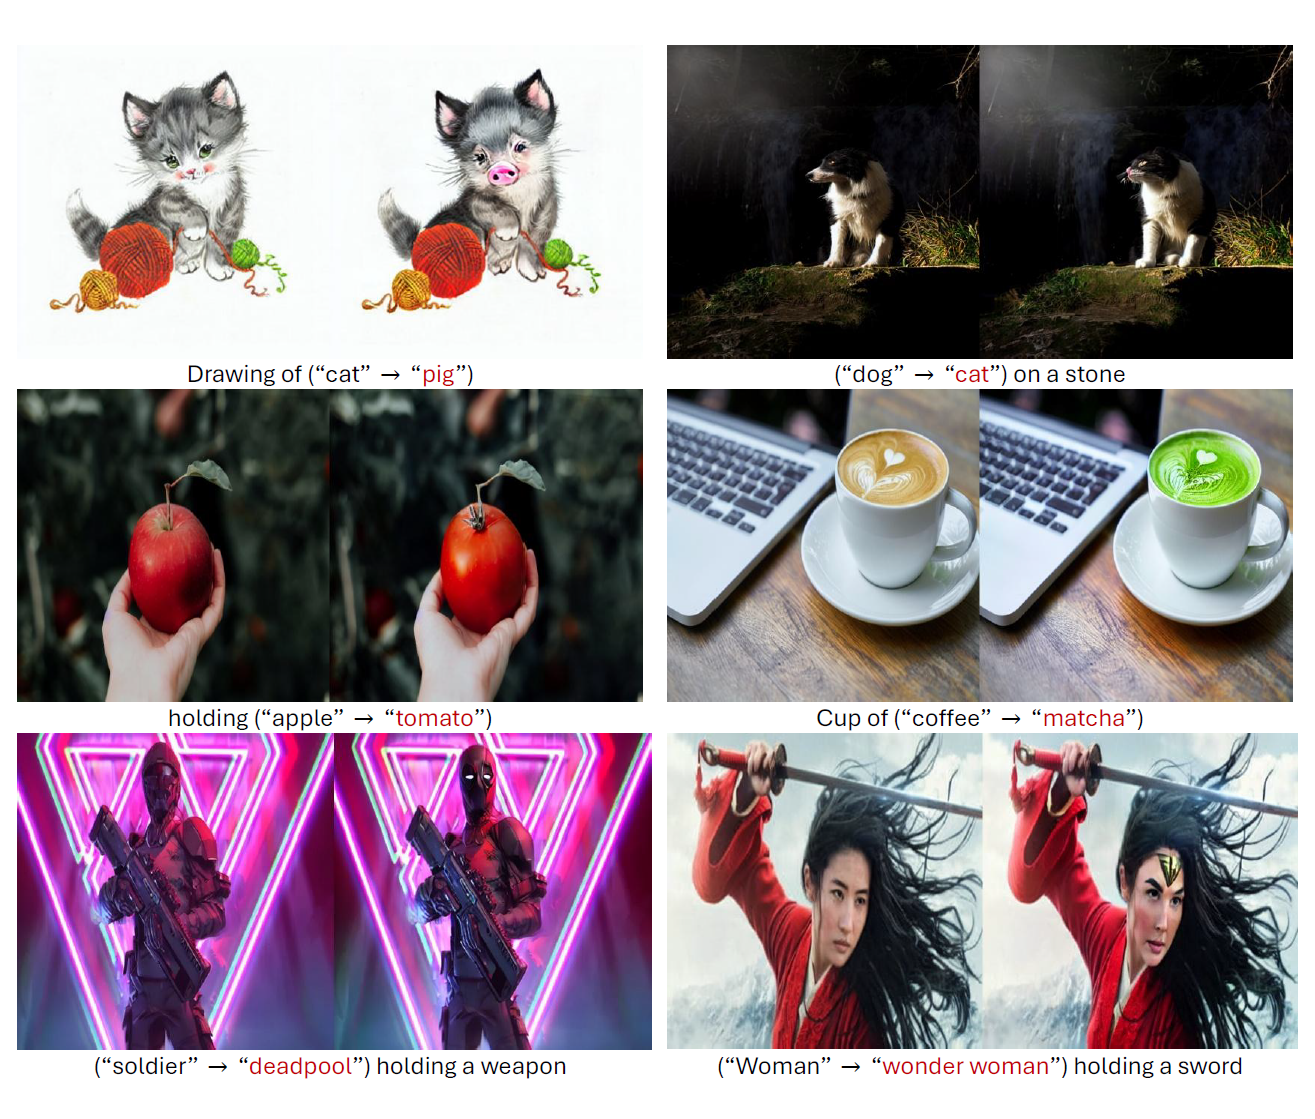 Drawing of (“cat” → “pig”)
(“dog” → “cat”) on a stone
holding (“apple” → “tomato”)
Cup of (“coffee” → “matcha”)
(“soldier” → “deadpool”) holding a weapon
(“Woman” → “wonder woman”) holding a sword